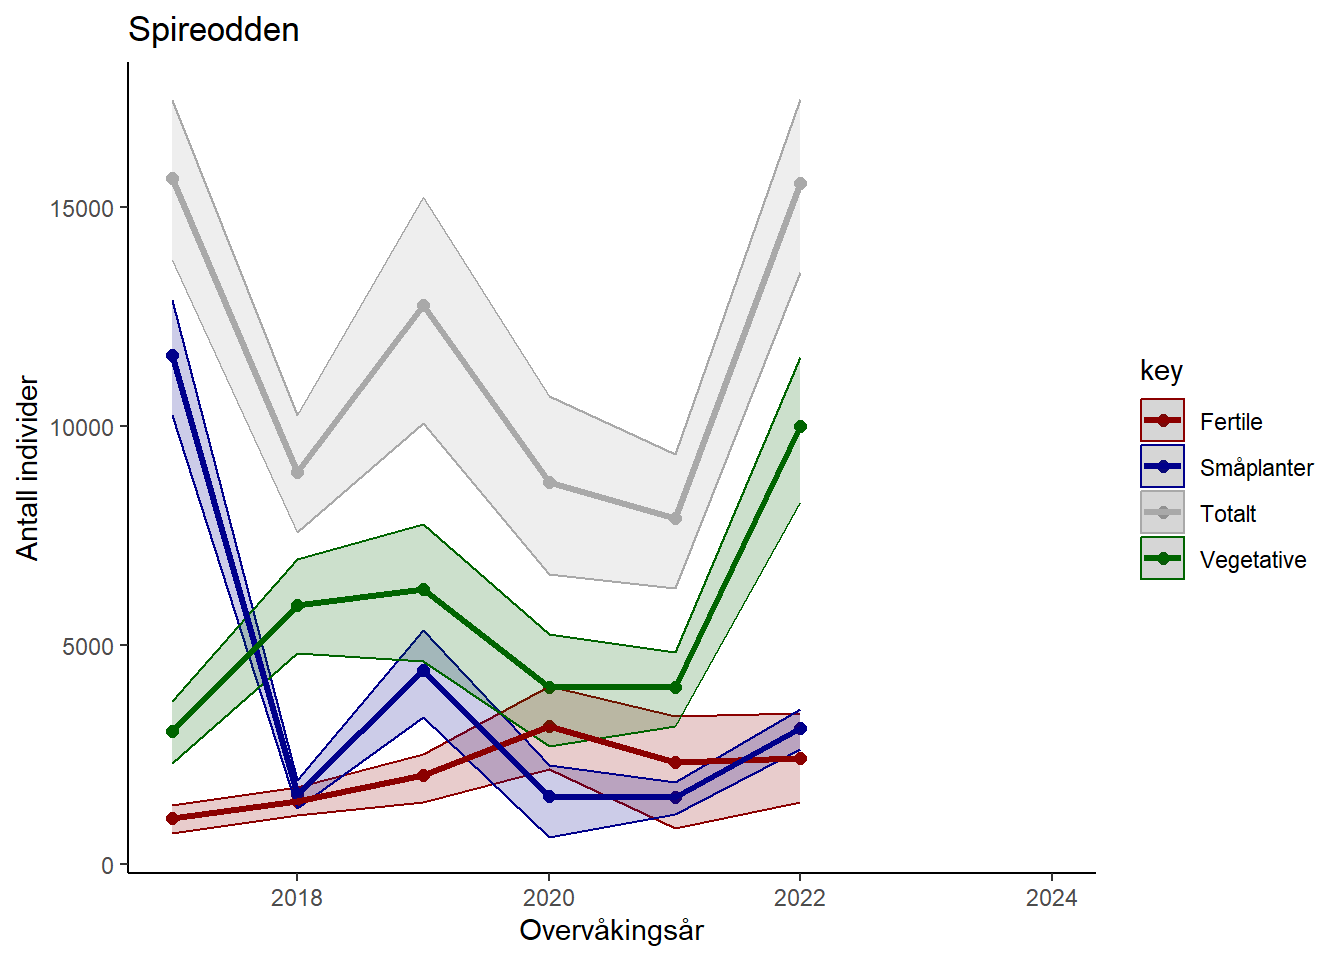 Spireodden
Antall individer
15000
10000
5000
0
2018
2020
2022
2024
Overvåkingsår
key
Fertile
Småplanter
Totalt
Vegetative